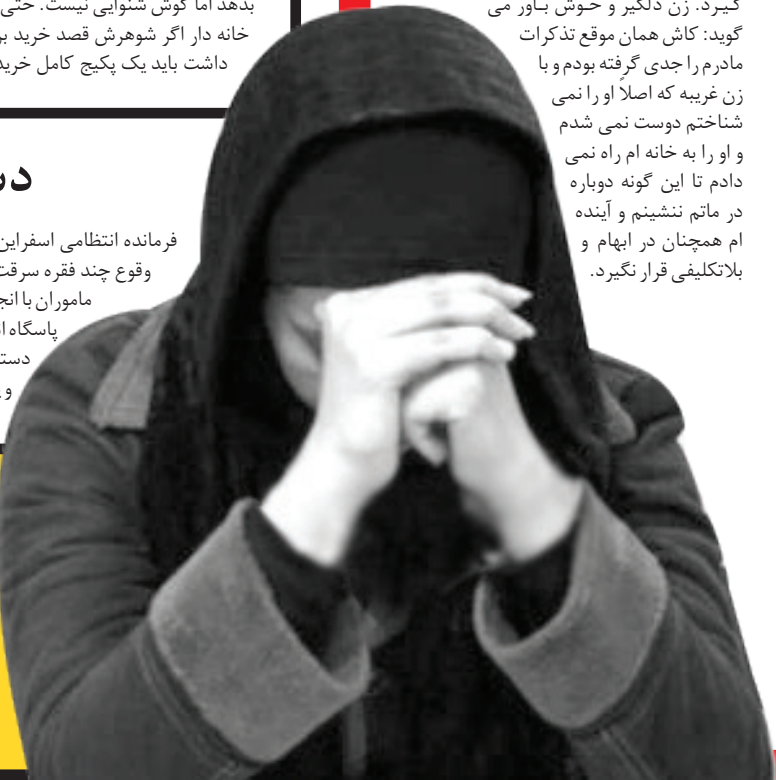 گیرد. زن دلگیر و خوش باور می
گوید: کاش همان موقع تذکرات
مادرم را جدی گرفته بودم و با
زن غریبه که اصلاً او را نمی
شناختم دوست نمی شدم
و او را به خانه ام راه نمی
دادم تا این گونه دوباره
در ماتم ننشینم و آینده
ام همچنان در ابهام و
بلاتکلیفی قرار نگیرد.
بدهد اما گوش شنوایی نیست. حتی
خانه دار اگر شوهرش قصد خرید
داشت باید یک پکیج کامل خرید
فرمانده انتظامی اسفراین
وقوع چند فقره سرقت
ماموران با
پاسگاه